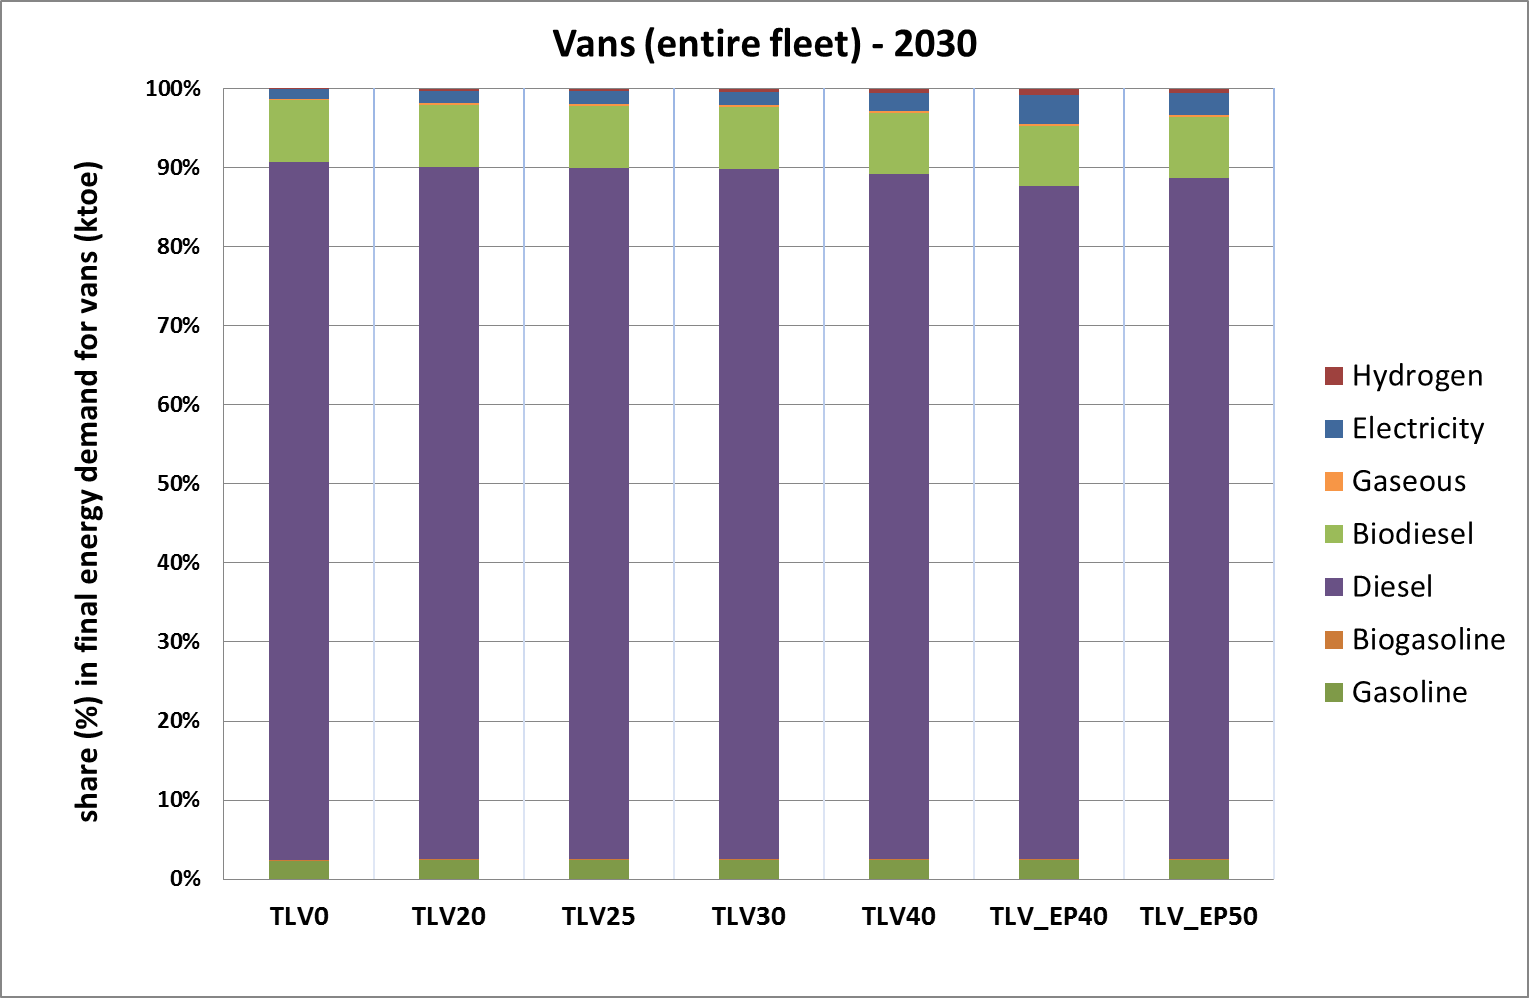 Vans (entire fleet) - 2030
share (%) in final energy demand for vans (ktoe)
100%
90%
80%
70%
60%
50%
40%
30%
20%
10%
0%
TLV0 TLV20 TLV25 TLV30 TLV40 TLV_EP40 TLV_EP50
Hydrogen
Electricity
Gaseous
Biodiesel
Diesel
Biogasoline
Gasoline